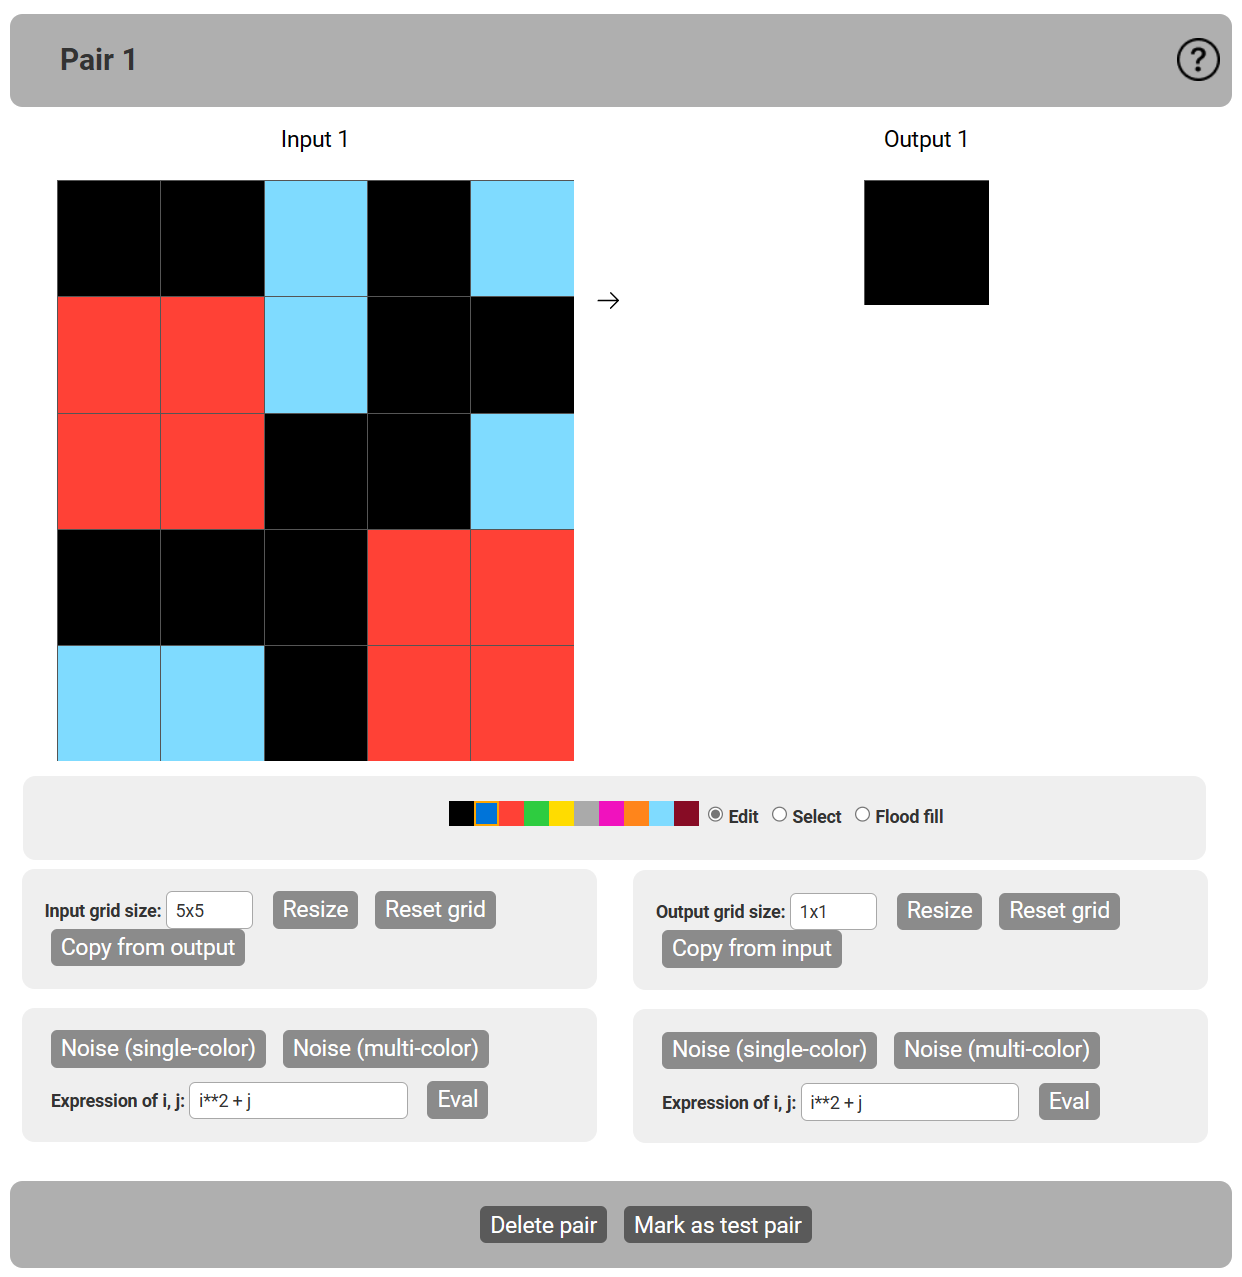 Pair 1
?
Input 1
Output 1
→
Edit Select Flood fill
Input grid size: 5x5 Resize Reset grid
Copy from output
Output grid size: 1x1 Resize Reset grid
Copy from input
Noise (single-color) Noise (multi-color)
Expression of i, j: i**2 + j Eval
Noise (single-color) Noise (multi-color)
Expression of i, j: i**2 + j Eval
Delete pair Mark as test pair